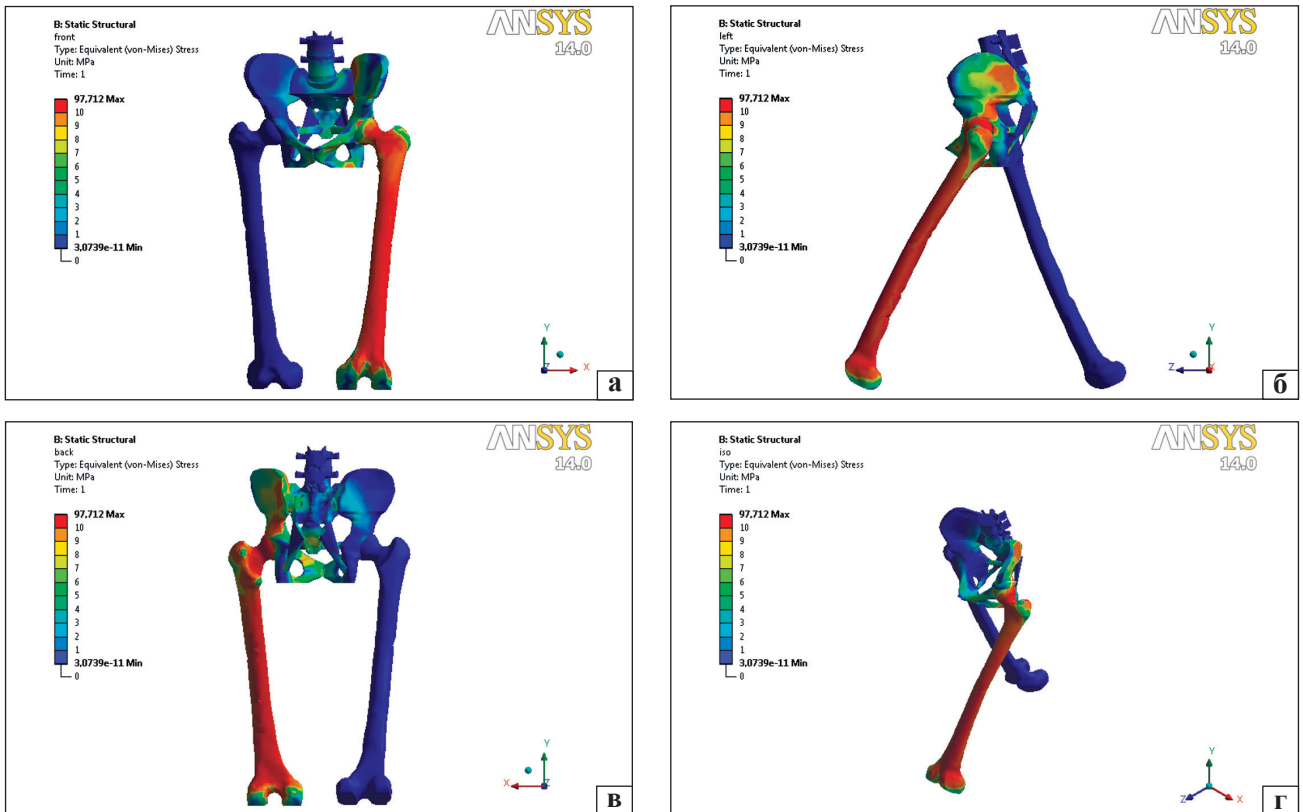 B: Static Structural
front
Type: Equivalent (von-Mises) Stress
Unit: MPa
Time: 1
ANSYS
14.0
97,712 Max
10
9
8
7
6
5
4
3
2
1
3,0739e-11 Min
0
Y
Z
X
а
B: Static Structural
left
Type: Equivalent (von-Mises) Stress
Unit: MPa
Time: 1
ANSYS
14.0
97,712 Max
10
9
8
7
6
5
4
3
2
1
3,0739e-11 Min
0
Y
Z
X
б
B: Static Structural
back
Type: Equivalent (von-Mises) Stress
Unit: MPa
Time: 1
ANSYS
14.0
97,712 Max
10
9
8
7
6
5
4
3
2
1
3,0739e-11 Min
0
Y
X
Z
в
B: Static Structural
iso
Type: Equivalent (von-Mises) Stress
Unit: MPa
Time: 1
ANSYS
14.0
97,712 Max
10
9
8
7
6
5
4
3
2
1
3,0739e-11 Min
0
Y
Z
X
г